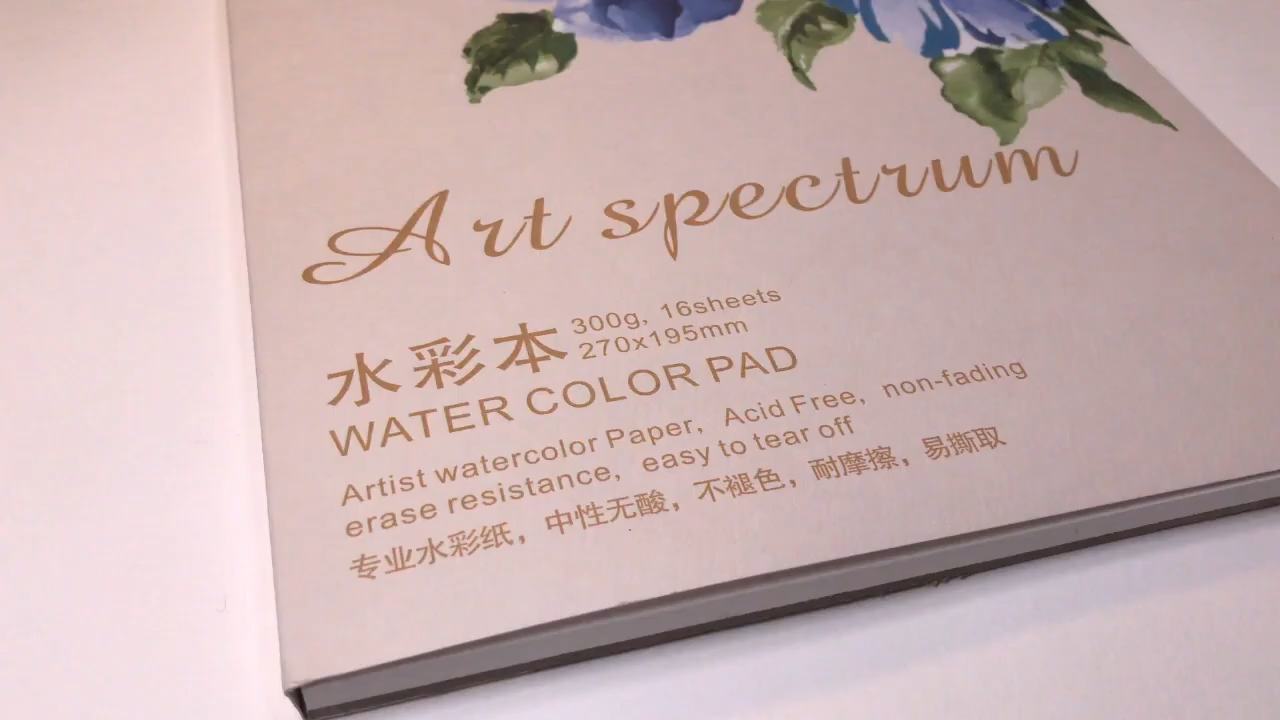 Art spectrum
水彩本
300g, 16sheets
270x195mm
WATER COLOR PAD
Artist watercolor Paper, Acid Free, non-fading
erase resistance, easy to tear off
专业水彩纸，中性无酸，不褪色，耐摩擦，易撕取